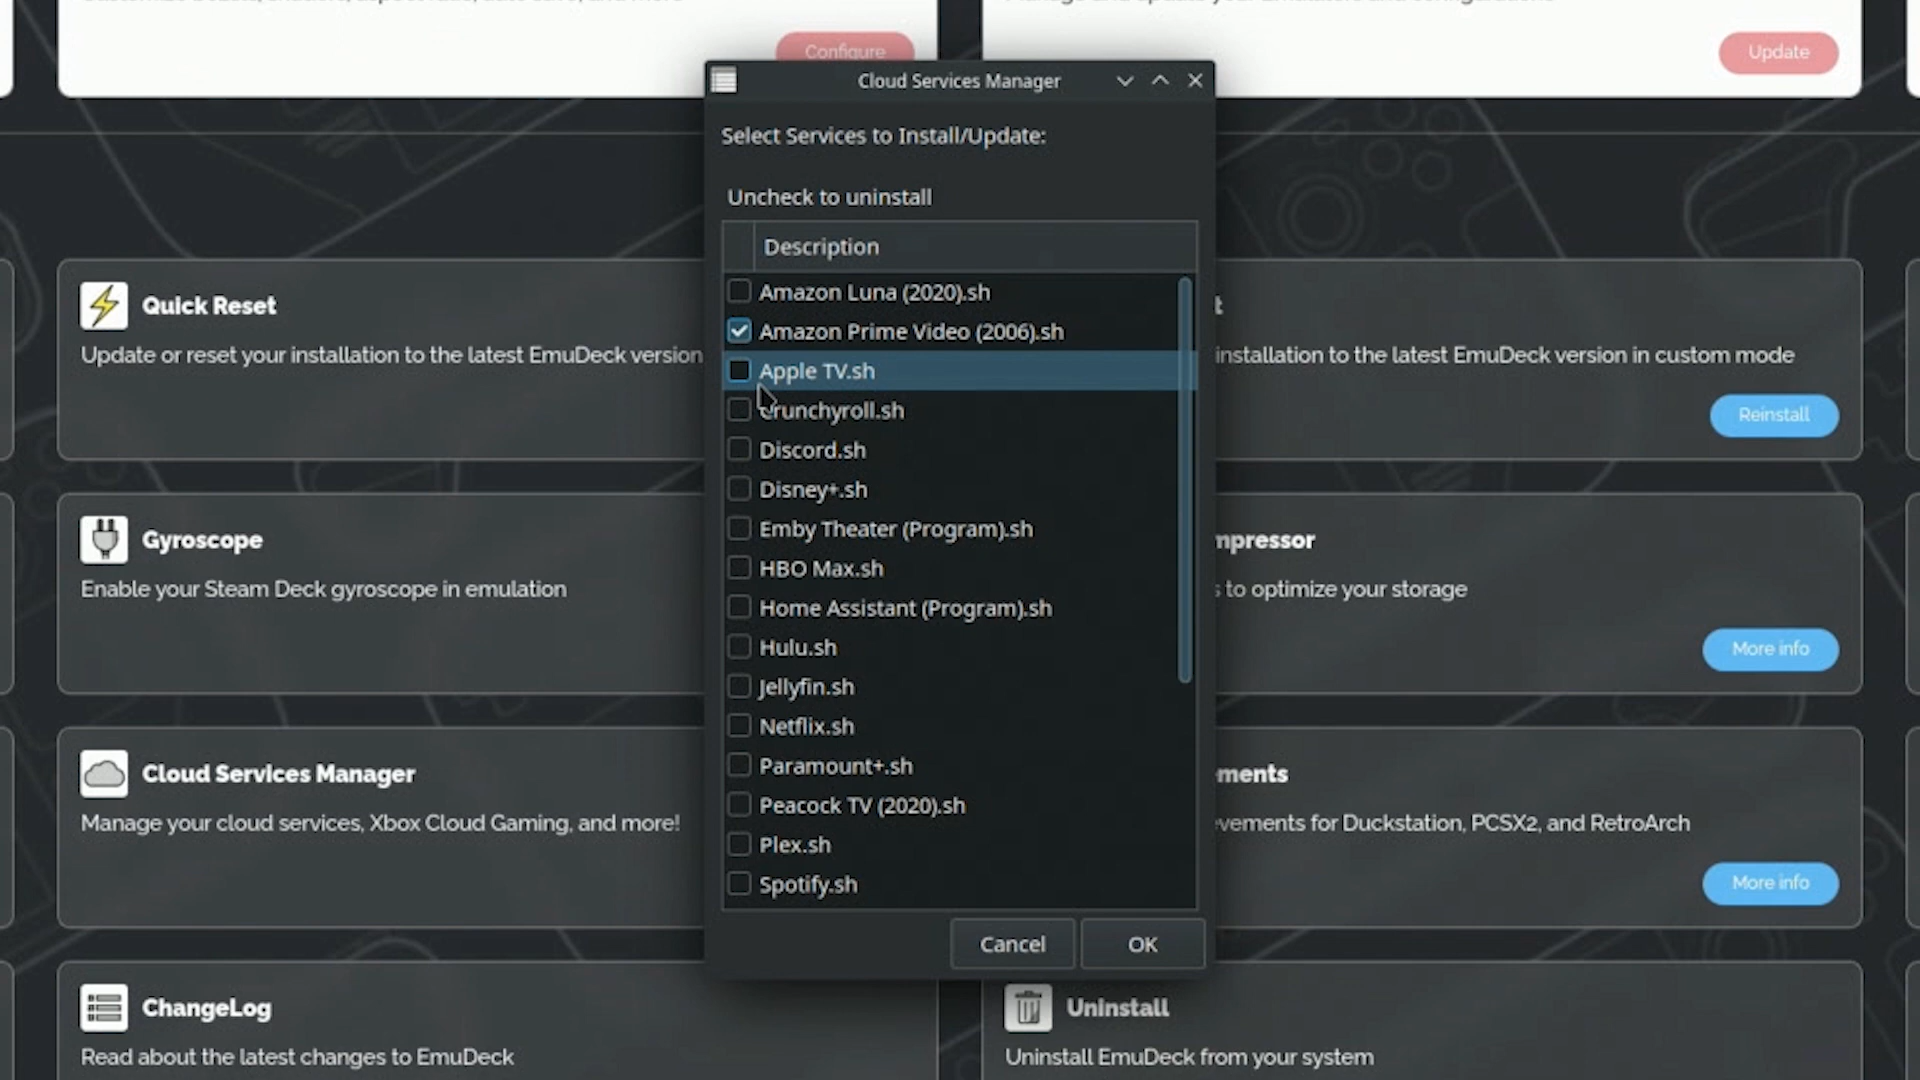 Configure
Update
Cloud Services Manager
Select Services to Install/Update:
Uncheck to uninstall
Description
Amazon Luna (2020).sh
Amazon Prime Video (2006).sh
Apple TV.sh
Crunchyroll.sh
Discord.sh
Disney+.sh
Emby Theater (Program).sh
HBO Max.sh
Home Assistant (Program).sh
Hulu.sh
Jellyfin.sh
Netflix.sh
Paramount+.sh
Peacock TV (2020).sh
Plex.sh
Spotify.sh
Cancel
OK
Quick Reset
Update or reset your installation to the latest EmuDeck version
installation to the latest EmuDeck version in custom mode
Reinstall
Gyroscope
Enable your Steam Deck gyroscope in emulation
mpressor
to optimize your storage
More info
Cloud Services Manager
Manage your cloud services, Xbox Cloud Gaming, and more!
ements
evements for Duckstation, PCSX2, and RetroArch
More info
ChangeLog
Read about the latest changes to EmuDeck
Uninstall
Uninstall EmuDeck from your system